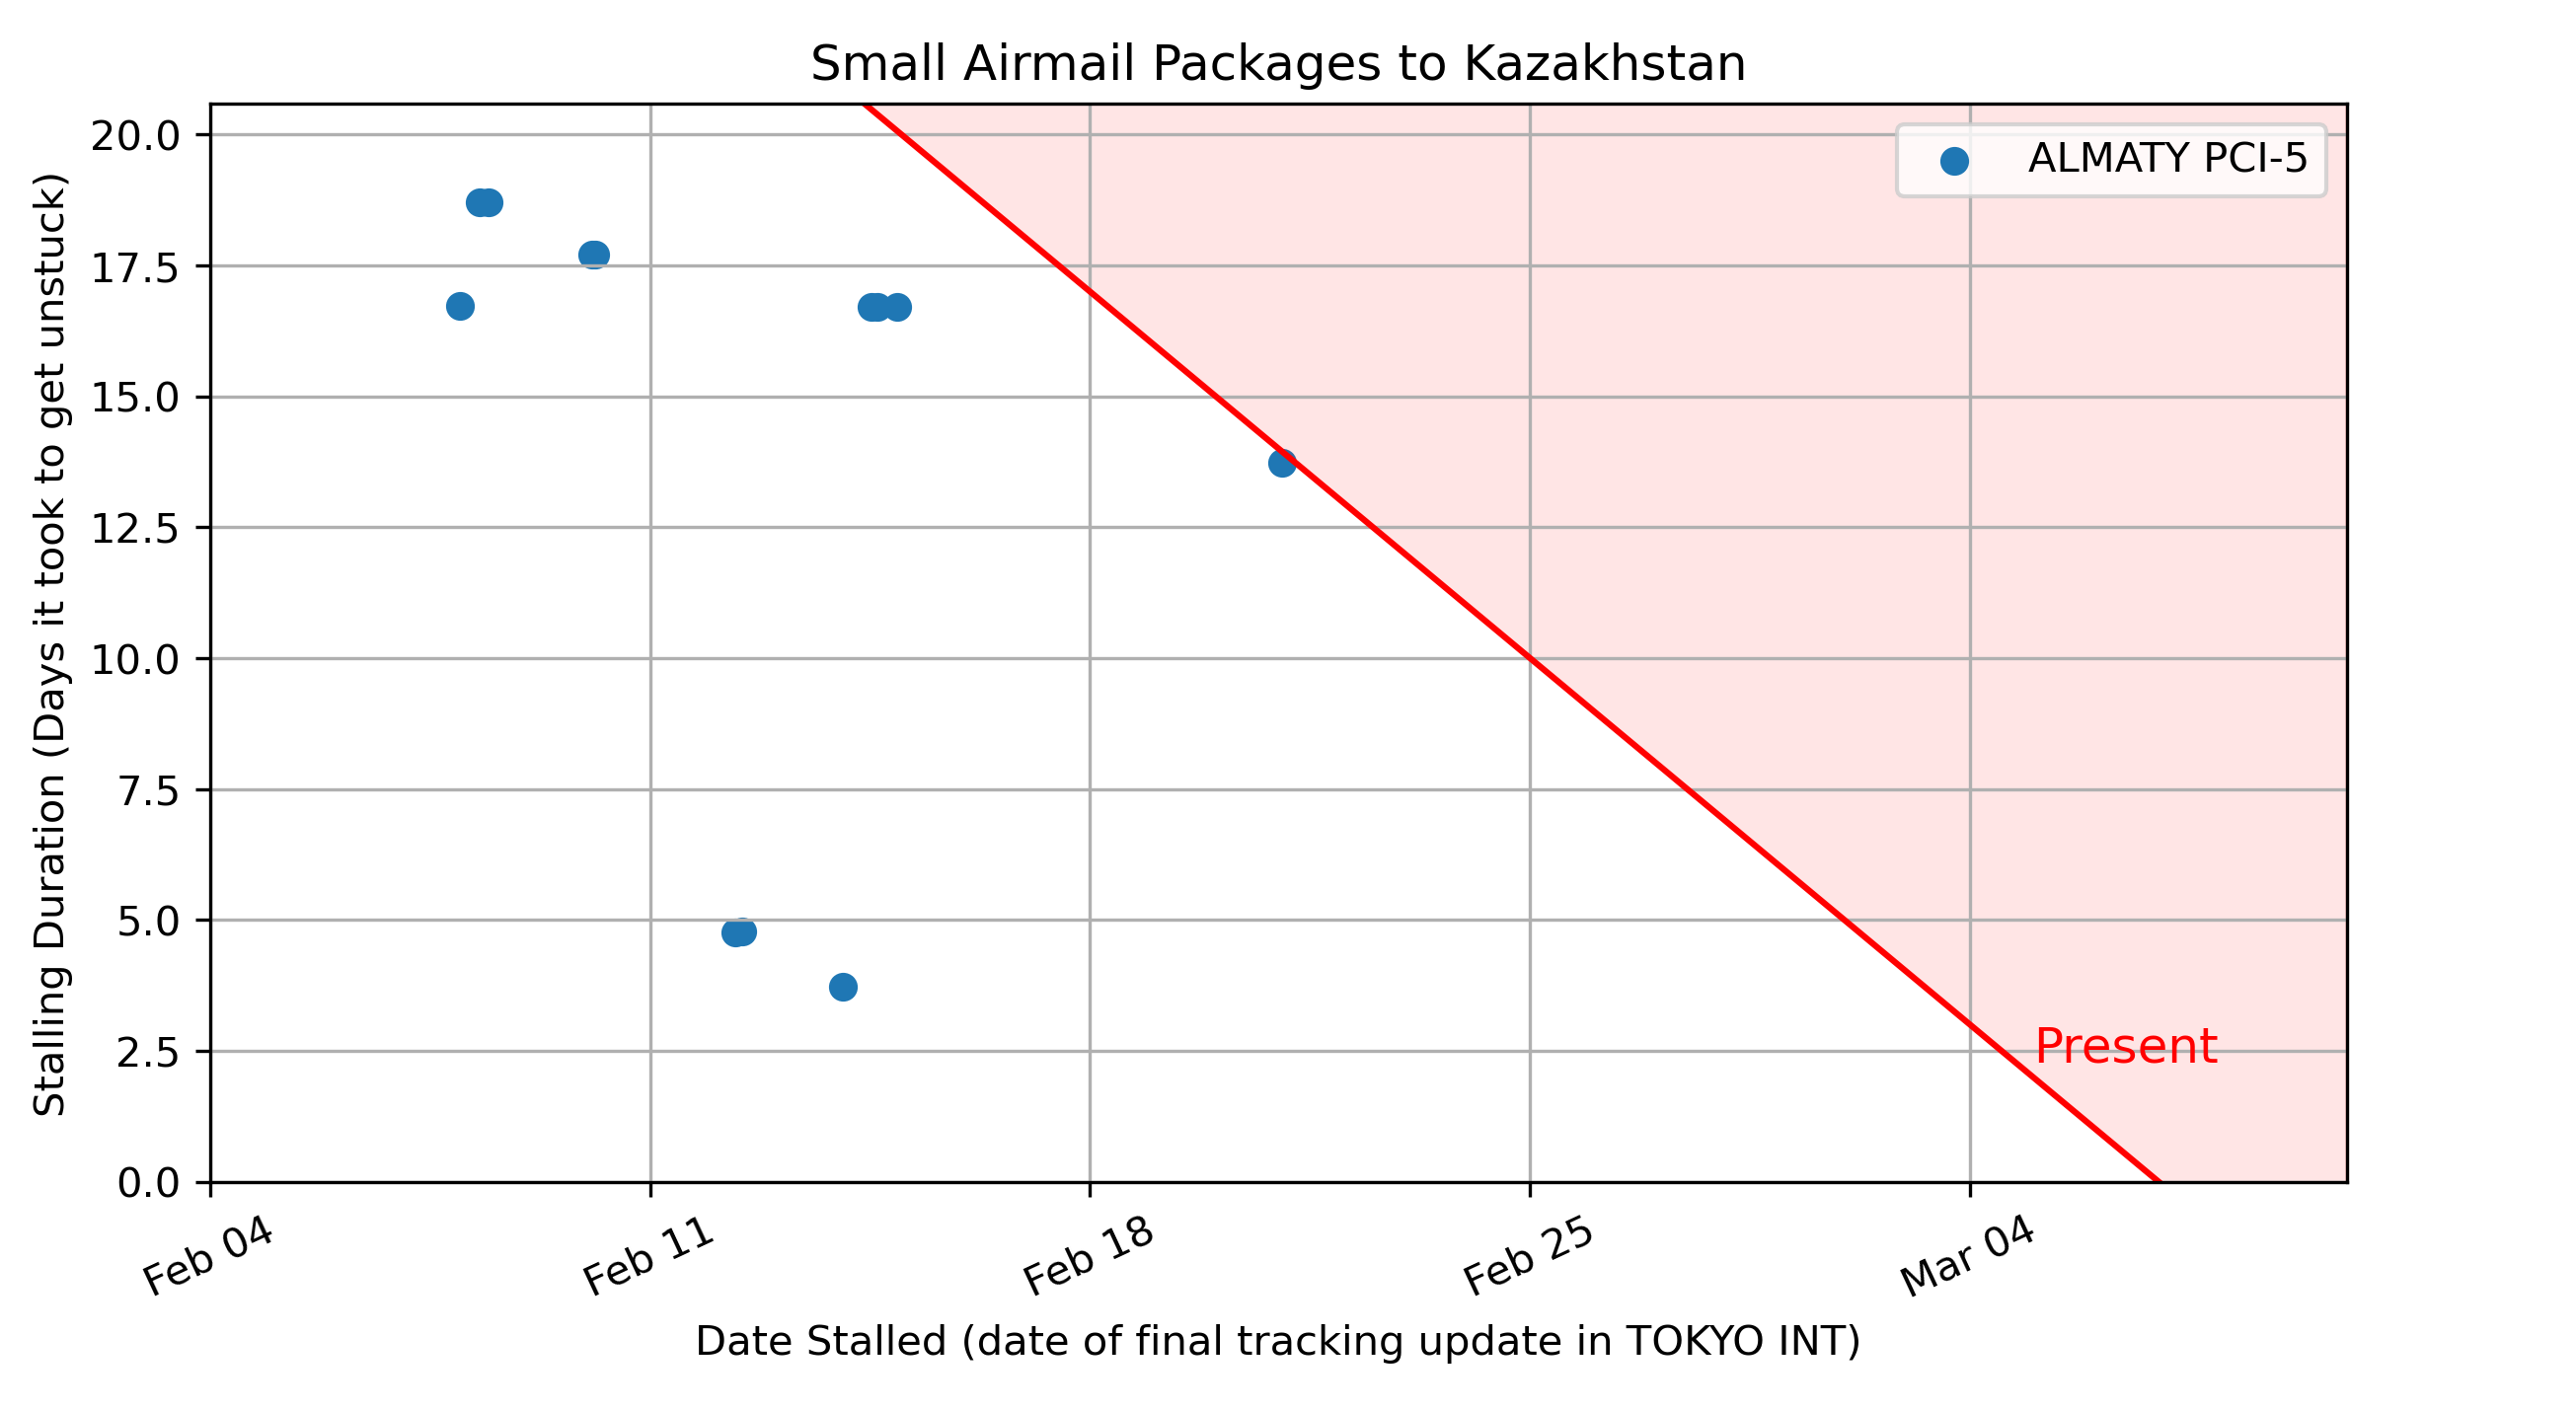 Small Airmail Packages to Kazakhstan
ALMATY PCI-5
Stalling Duration (Days it took to get unstuck)
20.0
17.5
15.0
12.5
10.0
7.5
5.0
2.5
0.0
Present
Feb 04
Feb 11
Feb 18
Feb 25
Mar 04
Date Stalled (date of final tracking update in TOKYO INT)